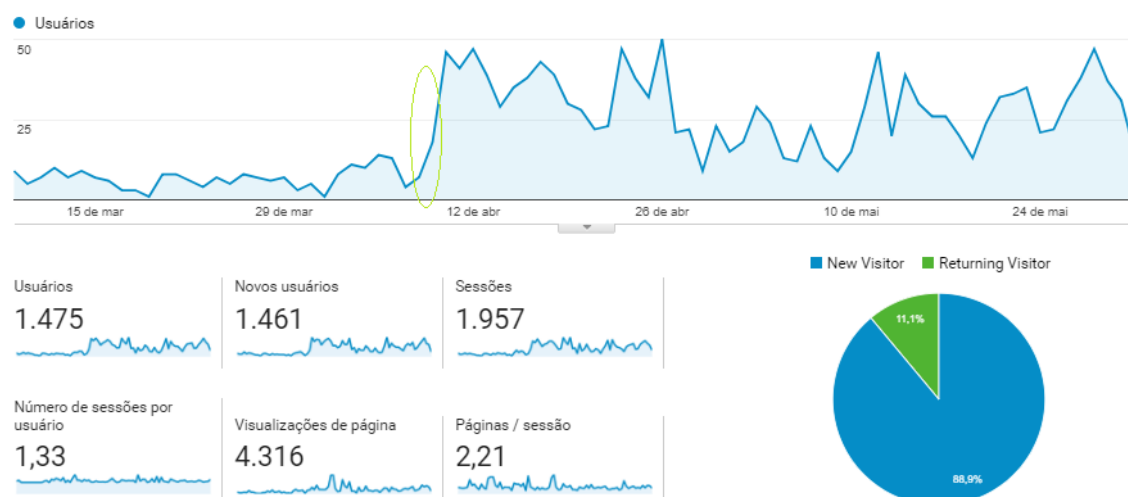 Usuários
50
25
15 de mar
29 de mar
12 de abr
26 de abr
10 de mai
24 de mai
New Visitor
Returning Visitor
Usuários
1.475
Novos usuários
1.461
Sessões
1.957
11,1%
88,9%
Número de sessões por
usuário
1,33
Visualizações de página
4.316
Páginas / sessão
2,21